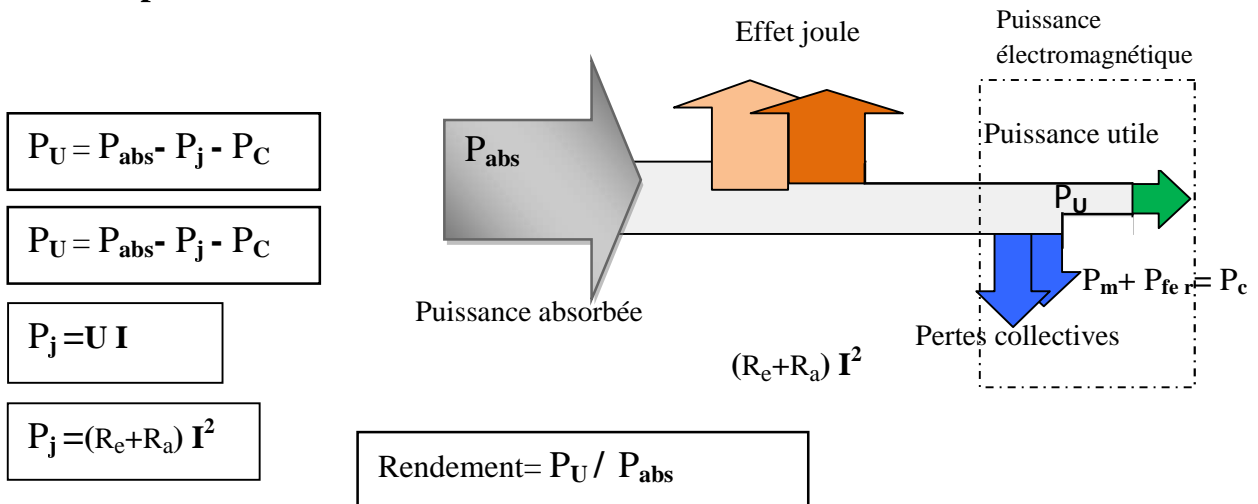 Puissance
électromagnétique
Effet joule
P_U = P_abs - P_j - P_C
P_abs
Puissance utile
P_U
P_U = P_abs - P_j - P_C
P_m + P_fe r = P_c
Puissance absorbée
Pertes collectives
P_j =U I
(R_e+R_a) I²
P_j =(R_e+R_a) I²
Rendement= P_U / P_abs